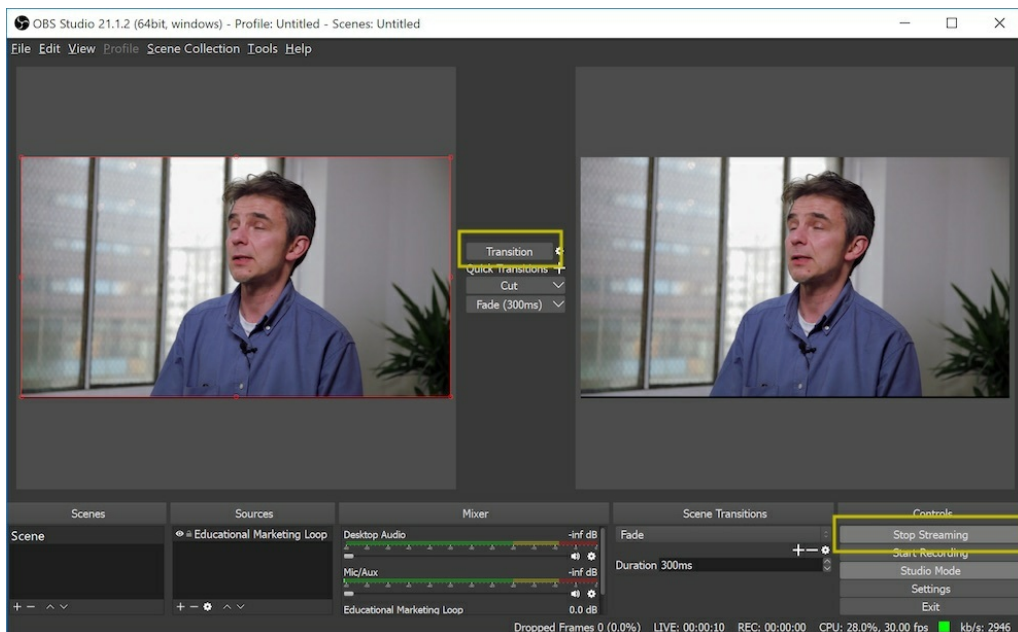 OBS Studio 21.1.2 (64bit, windows) - Profile: Untitled - Scenes: Untitled
File Edit View Profile Scene Collection Tools Help
Transition
Quick Transitions
Cut
Fade (300ms)
Scenes
Sources
Mixer
Scene Transitions
Controls
Scene
Educational Marketing Loop
Desktop Audio -inf dB
Mic/Aux -inf dB
Educational Marketing Loop 0.0 dB
Fade
Duration 300ms
Stop Streaming
Start Recording
Studio Mode
Settings
Exit
Dropped Frames 0 (0.0%) LIVE: 00:00:10 REC: 00:00:00 CPU: 28.0%, 30.00 fps kb/s: 2946